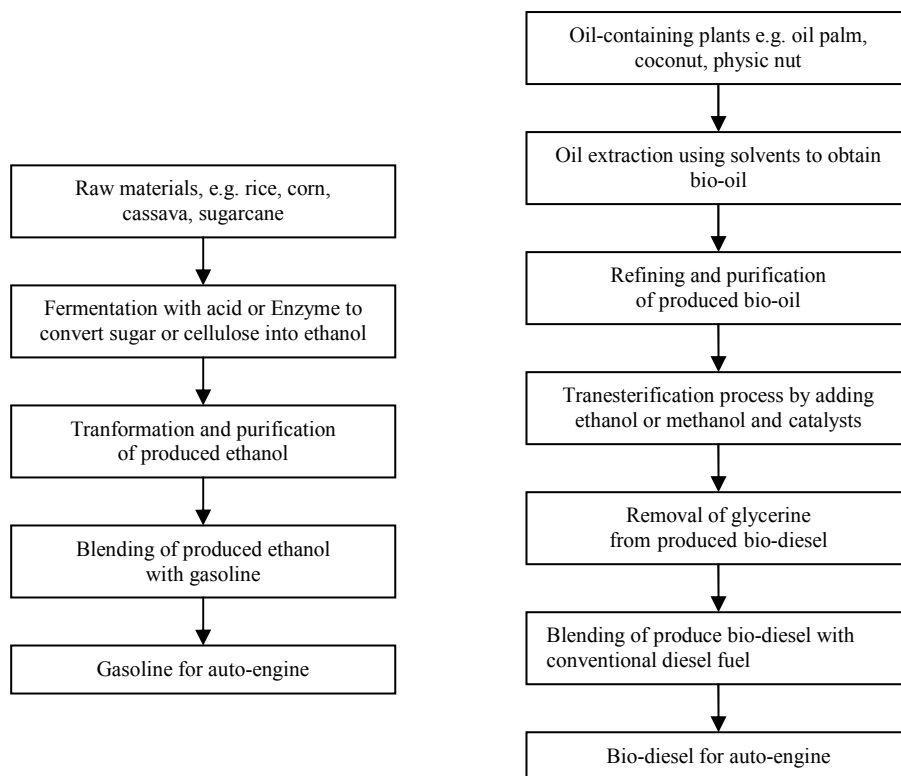 Raw materials, e.g. rice, corn,
cassava, sugarcane
Fermentation with acid or Enzyme to
convert sugar or cellulose into ethanol
Tranformation and purification
of produced ethanol
Blending of produced ethanol
with gasoline
Gasoline for auto-engine
Oil-containing plants e.g. oil palm,
coconut, physic nut
Oil extraction using solvents to obtain
bio-oil
Refining and purification
of produced bio-oil
Tranesterification process by adding
ethanol or methanol and catalysts
Removal of glycerine
from produced bio-diesel
Blending of produce bio-diesel with
conventional diesel fuel
Bio-diesel for auto-engine